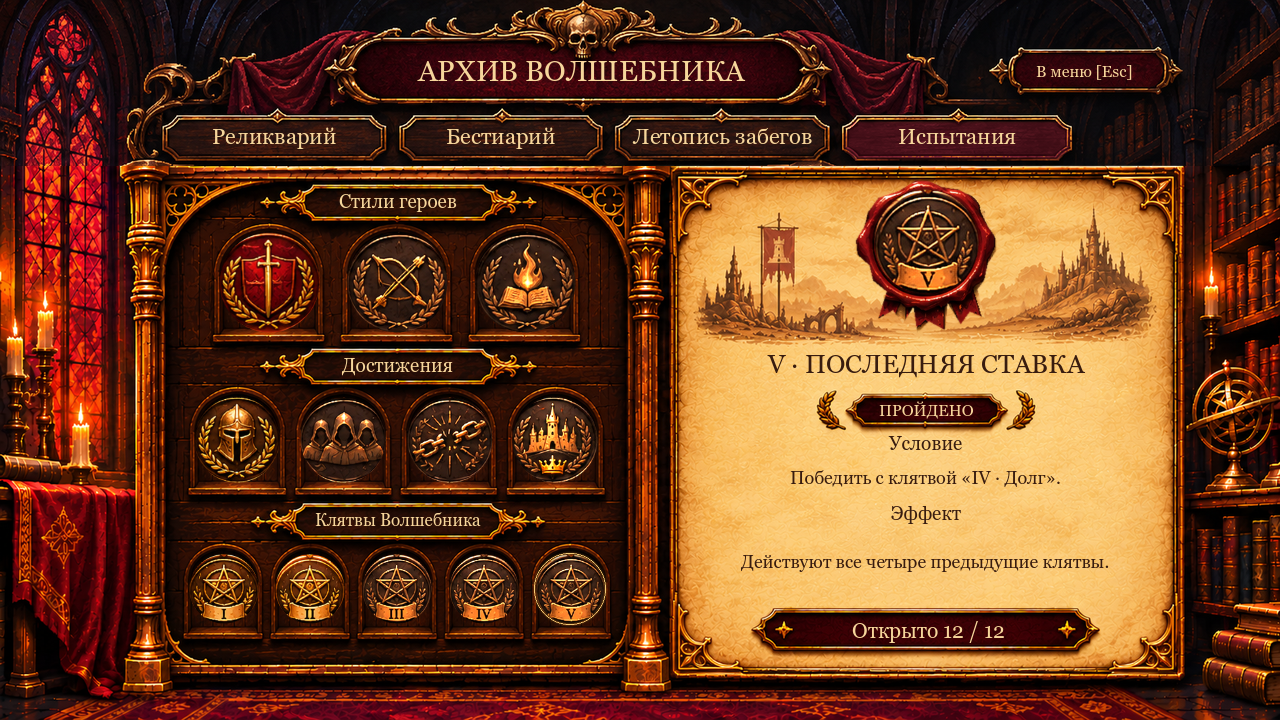 АРХИВ ВОЛШЕБНИКА
В меню [Esc]
Реликварий
Бестиарий
Летопись забегов
Испытания
Стили героев
Достижения
Клятвы Волшебника
I
II
III
IV
V
V
V · ПОСЛЕДНЯЯ СТАВКА
ПРОЙДЕНО
Условие
Победить с клятвой «IV · Долг».
Эффект
Действуют все четыре предыдущие клятвы.
Открыто 12 / 12